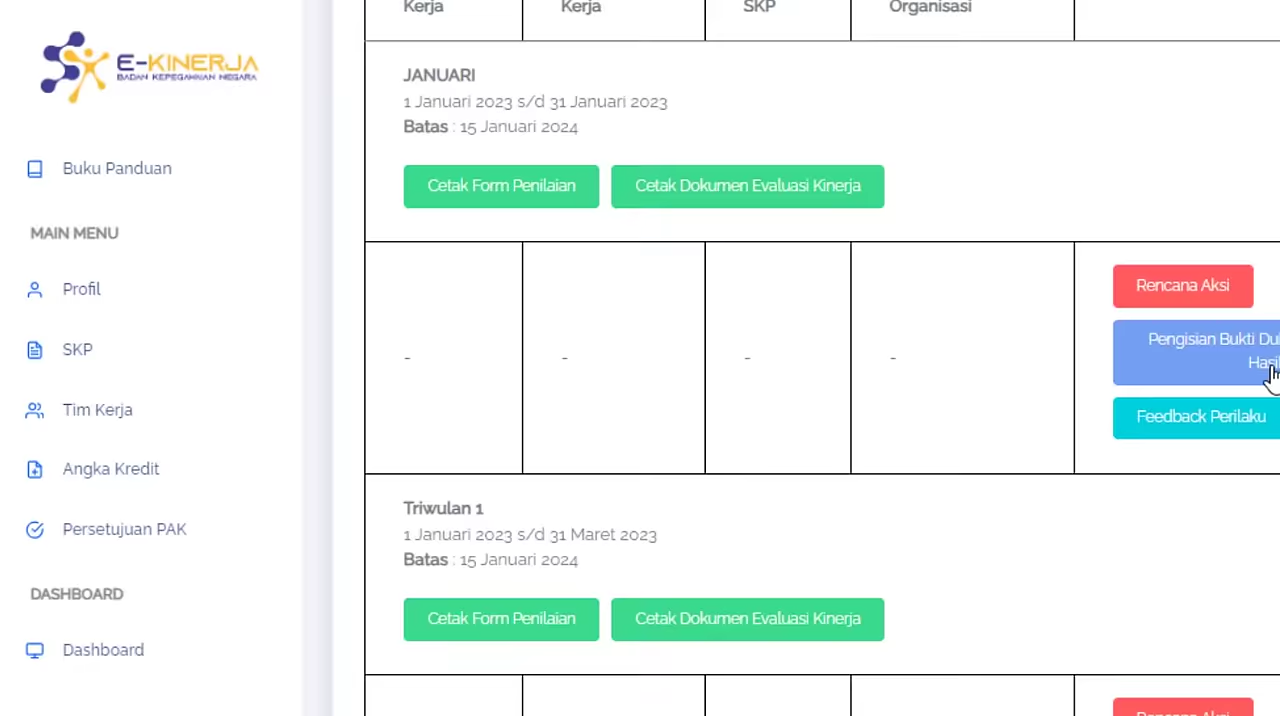 E-KINERJA
BADAN KEPEGAWAIAN NEGARA
Buku Panduan
MAIN MENU
Profil
SKP
Tim Kerja
Angka Kredit
Persetujuan PAK
DASHBOARD
Dashboard
Kerja
Kerja
SKP
Organisasi
JANUARI
1 Januari 2023 s/d 31 Januari 2023
Batas : 15 Januari 2024
Cetak Form Penilaian
Cetak Dokumen Evaluasi Kinerja
-
-
-
-
Rencana Aksi
Pengisian Bukti Du
Hasil
Feedback Perilaku
Triwulan 1
1 Januari 2023 s/d 31 Maret 2023
Batas : 15 Januari 2024
Cetak Form Penilaian
Cetak Dokumen Evaluasi Kinerja
Rencana Aksi